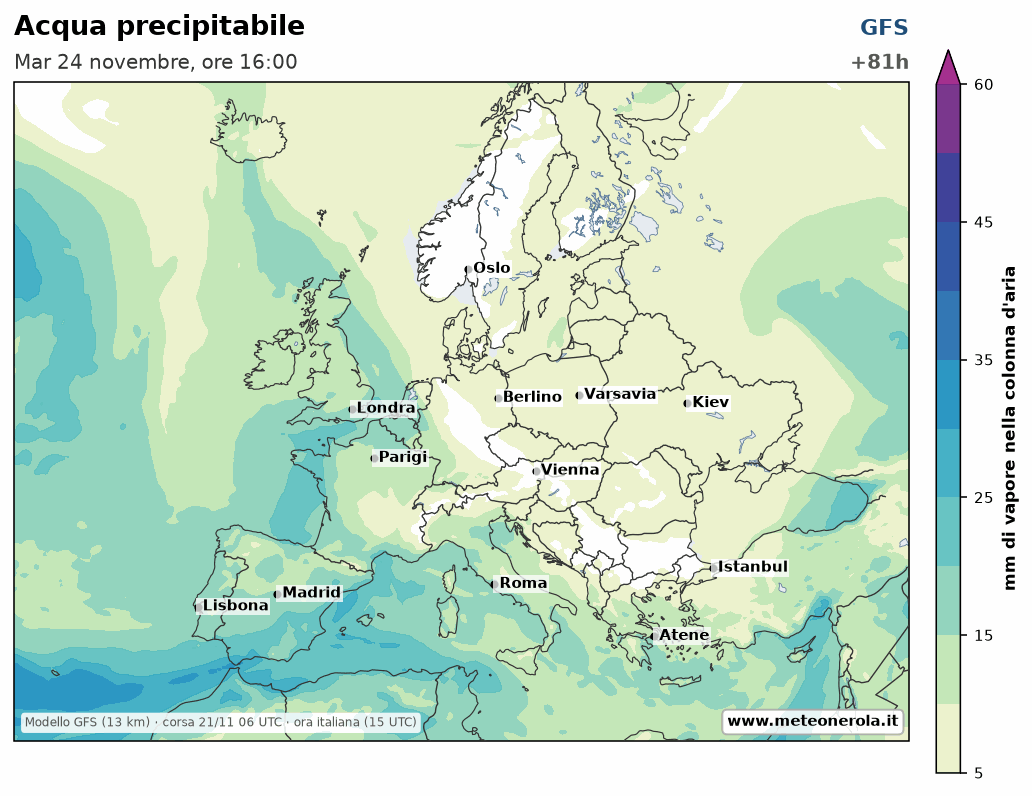 Acqua precipitabile
GFS
Mar 24 novembre, ore 16:00
+81h
60
45
35
25
15
5
mm di vapore nella colonna d'aria
Oslo
Berlino
Varsavia
Kiev
Londra
Parigi
Vienna
Istanbul
Roma
Madrid
Lisbona
Atene
Modello GFS (13 km) · corsa 21/11 06 UTC · ora italiana (15 UTC)
www.meteonerola.it